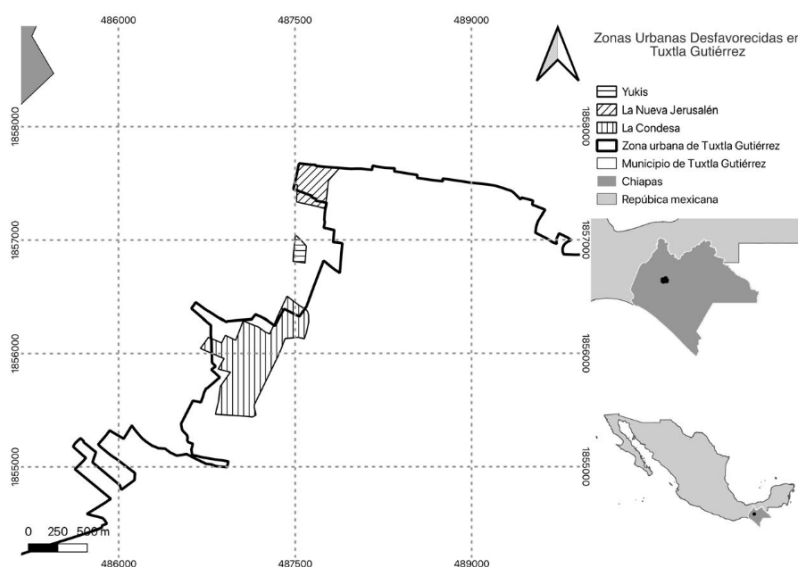 486000
487500
489000
Zonas Urbanas Desfavorecidas en
Tuxtla Gutiérrez
Yukis
La Nueva Jerusalén
La Condesa
Zona urbana de Tuxtla Gutiérrez
Municipio de Tuxtla Gutiérrez
Chiapas
Repúbica mexicana
1858000
1858000
1857000
1857000
1856000
1856000
1855000
1855000
0 250 500 m
486000
487500
489000